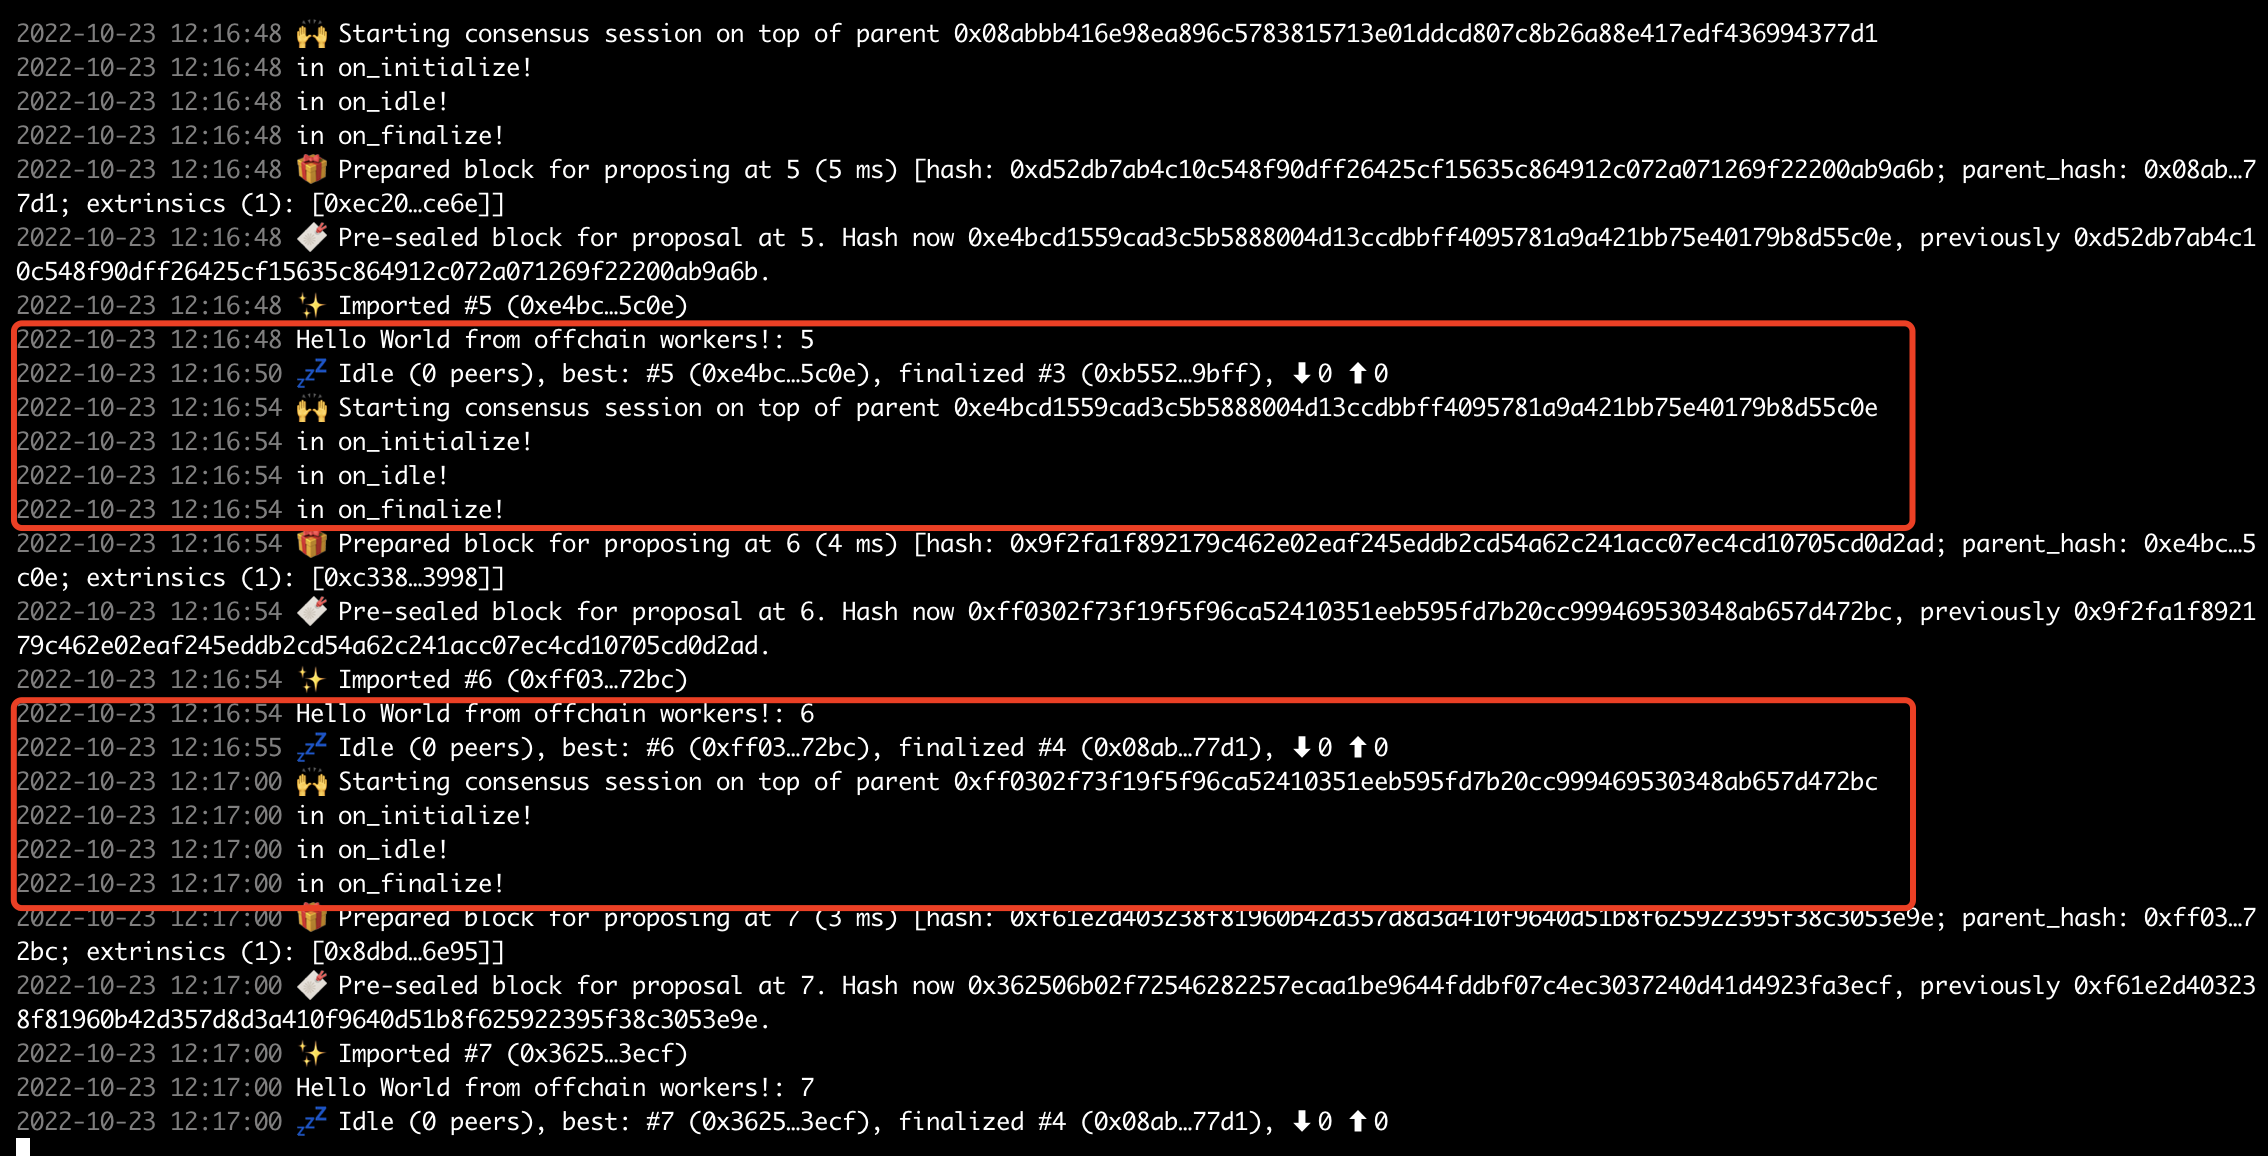 2022-10-23 12:16:48 🙌 Starting consensus session on top of parent 0x08abbb416e98ea896c5783815713e01ddcd807c8b26a88e417edf436994377d1
2022-10-23 12:16:48 in on_initialize!
2022-10-23 12:16:48 in on_idle!
2022-10-23 12:16:48 in on_finalize!
2022-10-23 12:16:48 🎁 Prepared block for proposing at 5 (5 ms) [hash: 0xd52db7ab4c10c548f90dff26425cf15635c864912c072a071269f22200ab9a6b; parent_hash: 0x08ab…7
7d1; extrinsics (1): [0xec20…ce6e]]
2022-10-23 12:16:48 🔖 Pre-sealed block for proposal at 5. Hash now 0xe4bcd1559cad3c5b5888004d13ccdbbff4095781a9a421bb75e40179b8d55c0e, previously 0xd52db7ab4c1
0c548f90dff26425cf15635c864912c072a071269f22200ab9a6b.
2022-10-23 12:16:48 ✨ Imported #5 (0xe4bc…5c0e)
2022-10-23 12:16:48 Hello World from offchain workers!: 5
2022-10-23 12:16:50 💤 Idle (0 peers), best: #5 (0xe4bc…5c0e), finalized #3 (0xb552…9bff), ⬇ 0 ⬆ 0
2022-10-23 12:16:54 🙌 Starting consensus session on top of parent 0xe4bcd1559cad3c5b5888004d13ccdbbff4095781a9a421bb75e40179b8d55c0e
2022-10-23 12:16:54 in on_initialize!
2022-10-23 12:16:54 in on_idle!
2022-10-23 12:16:54 in on_finalize!
2022-10-23 12:16:54 🎁 Prepared block for proposing at 6 (4 ms) [hash: 0x9f2fa1f892179c462e02eaf245eddb2cd54a62c241acc07ec4cd10705cd0d2ad; parent_hash: 0xe4bc…5
c0e; extrinsics (1): [0xc338…3998]]
2022-10-23 12:16:54 🔖 Pre-sealed block for proposal at 6. Hash now 0xff0302f73f19f5f96ca52410351eeb595fd7b20cc999469530348ab657d472bc, previously 0x9f2fa1f8921
79c462e02eaf245eddb2cd54a62c241acc07ec4cd10705cd0d2ad.
2022-10-23 12:16:54 ✨ Imported #6 (0xff03…72bc)
2022-10-23 12:16:54 Hello World from offchain workers!: 6
2022-10-23 12:16:55 💤 Idle (0 peers), best: #6 (0xff03…72bc), finalized #4 (0x08ab…77d1), ⬇ 0 ⬆ 0
2022-10-23 12:17:00 🙌 Starting consensus session on top of parent 0xff0302f73f19f5f96ca52410351eeb595fd7b20cc999469530348ab657d472bc
2022-10-23 12:17:00 in on_initialize!
2022-10-23 12:17:00 in on_idle!
2022-10-23 12:17:00 in on_finalize!
2022-10-23 12:17:00 🎁 Prepared block for proposing at 7 (3 ms) [hash: 0xf61e2d403238f81960b42d357d8d3a410f9640d51b8f625922395f38c3053e9e; parent_hash: 0xff03…7
2bc; extrinsics (1): [0x8dbd…6e95]]
2022-10-23 12:17:00 🔖 Pre-sealed block for proposal at 7. Hash now 0x362506b02f72546282257ecaa1be9644fddbf07c4ec3037240d41d4923fa3ecf, previously 0xf61e2d40323
8f81960b42d357d8d3a410f9640d51b8f625922395f38c3053e9e.
2022-10-23 12:17:00 ✨ Imported #7 (0x3625…3ecf)
2022-10-23 12:17:00 Hello World from offchain workers!: 7
2022-10-23 12:17:00 💤 Idle (0 peers), best: #7 (0x3625…3ecf), finalized #4 (0x08ab…77d1), ⬇ 0 ⬆ 0